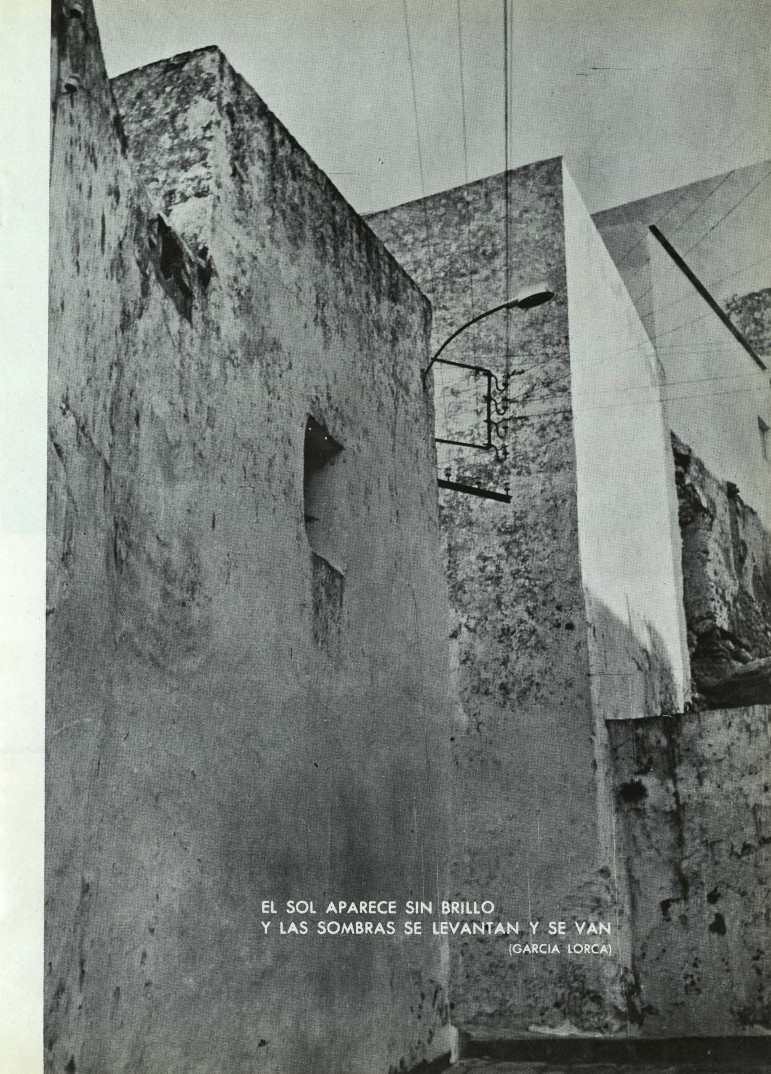 EL SOL APARECE SIN BRILLO
Y LAS SOMBRAS SE LEVANTAN Y SE VAN
(GARCIA LORCA)